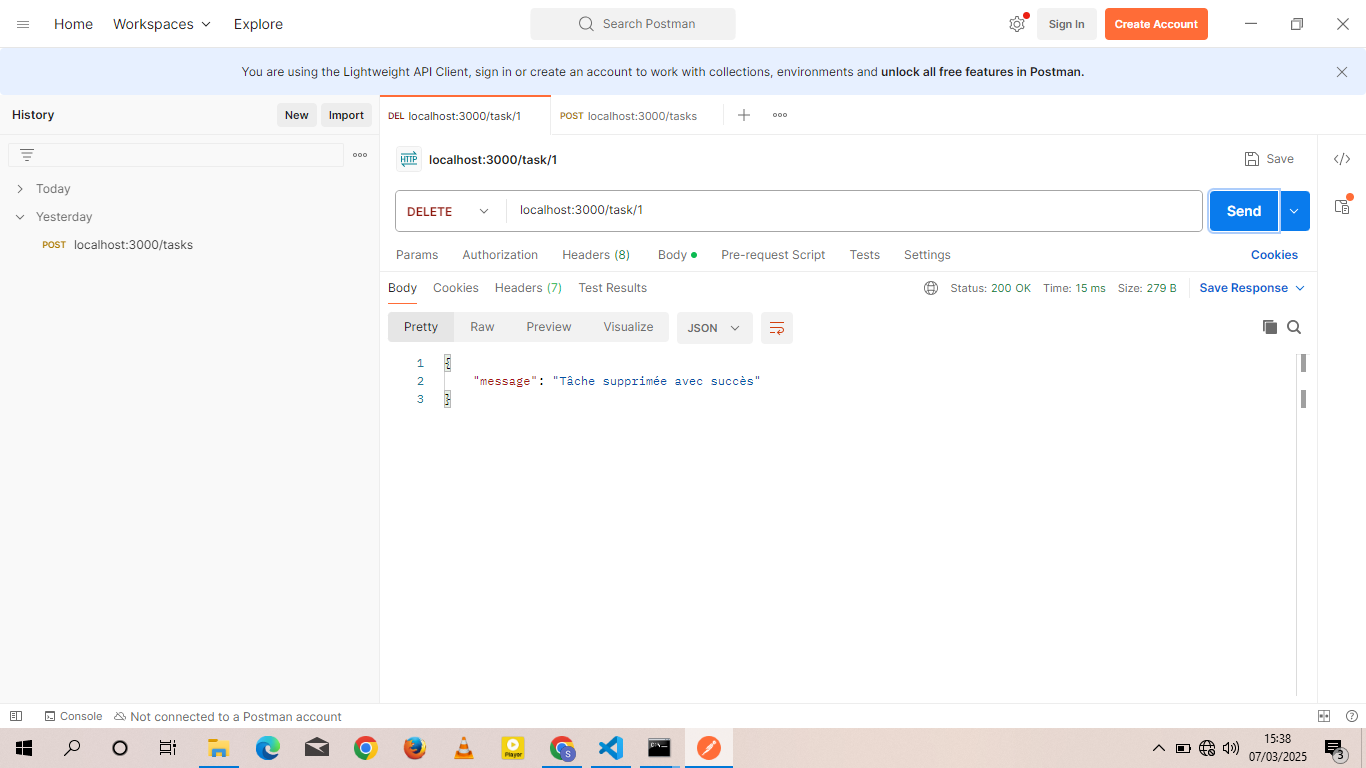 Home Workspaces Explore Search Postman Sign In Create Account
You are using the Lightweight API Client, sign in or create an account to work with collections, environments and unlock all free features in Postman.
History New Import DEL localhost:3000/task/1 POST localhost:3000/tasks
HTTP localhost:3000/task/1 Save
Today
DELETE localhost:3000/task/1 Send
Yesterday
POST localhost:3000/tasks
Params Authorization Headers (8) Body Pre-request Script Tests Settings Cookies
Body Cookies Headers (7) Test Results Status: 200 OK Time: 15 ms Size: 279 B Save Response
Pretty Raw Preview Visualize JSON
1 {
2 "message": "Tâche supprimée avec succès"
3 }
Console Not connected to a Postman account
Player S 15:38
07/03/2025 3